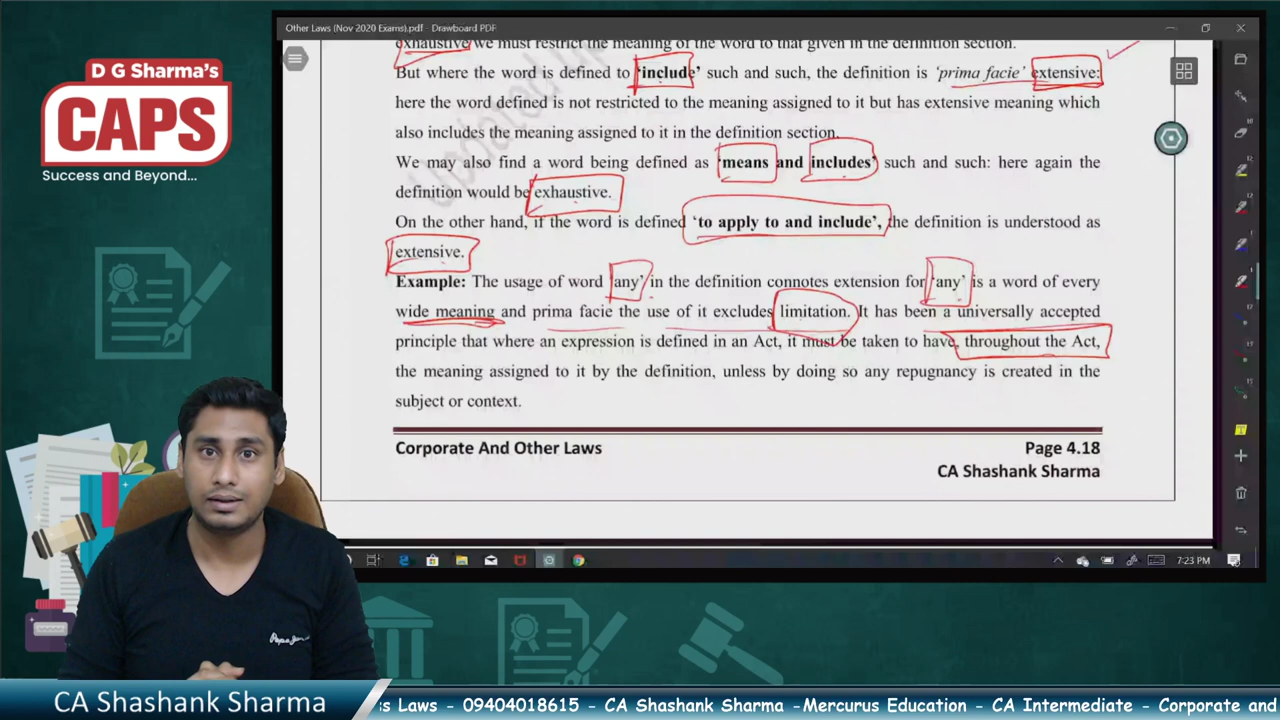 D G Sharma's
CAPS
Success and Beyond...
Other Laws (Nov 2020 Exams).pdf - Drawboard PDF
exhaustive we must restrict the meaning of the word to that given in the definition section.
But where the word is defined to 'include' such and such, the definition is 'prima facie' extensive:
here the word defined is not restricted to the meaning assigned to it but has extensive meaning which
also includes the meaning assigned to it in the definition section.
We may also find a word being defined as 'means and includes' such and such: here again the
definition would be exhaustive.
On the other hand, if the word is defined 'to apply to and include', the definition is understood as
extensive.
Example: The usage of word 'any' in the definition connotes extension for 'any' is a word of every
wide meaning and prima facie the use of it excludes limitation. It has been a universally accepted
principle that where an expression is defined in an Act, it must be taken to have, throughout the Act,
the meaning assigned to it by the definition, unless by doing so any repugnancy is created in the
subject or context.
Corporate And Other Laws
Page 4.18
CA Shashank Sharma
7:23 PM
CA Shashank Sharma
ss Laws - 09404018615 - CA Shashank Sharma -Mercurus Education - CA Intermediate - Corporate and